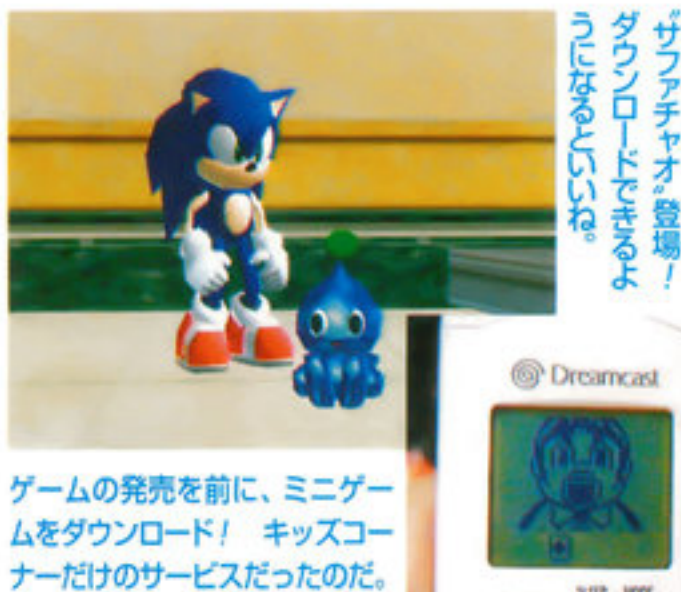 "サファチャオ"登場!
ダウンロードできるよ
うになるといいね。
Dreamcast
ゲームの発売を前に、ミニゲー
ムをダウンロード! キッズコー
ナーだけのサービスだったのだ。
MODE